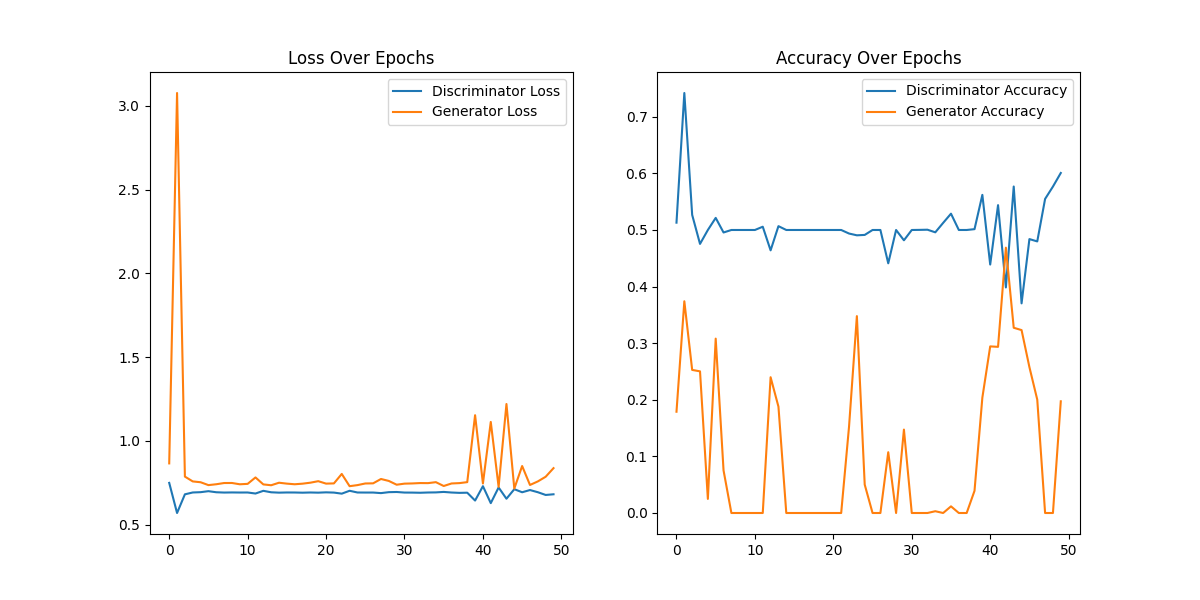 Loss Over Epochs
Discriminator Loss
Generator Loss
3.0
2.5
2.0
1.5
1.0
0.5
0 10 20 30 40 50
Accuracy Over Epochs
Discriminator Accuracy
Generator Accuracy
0.7
0.6
0.5
0.4
0.3
0.2
0.1
0.0
0 10 20 30 40 50